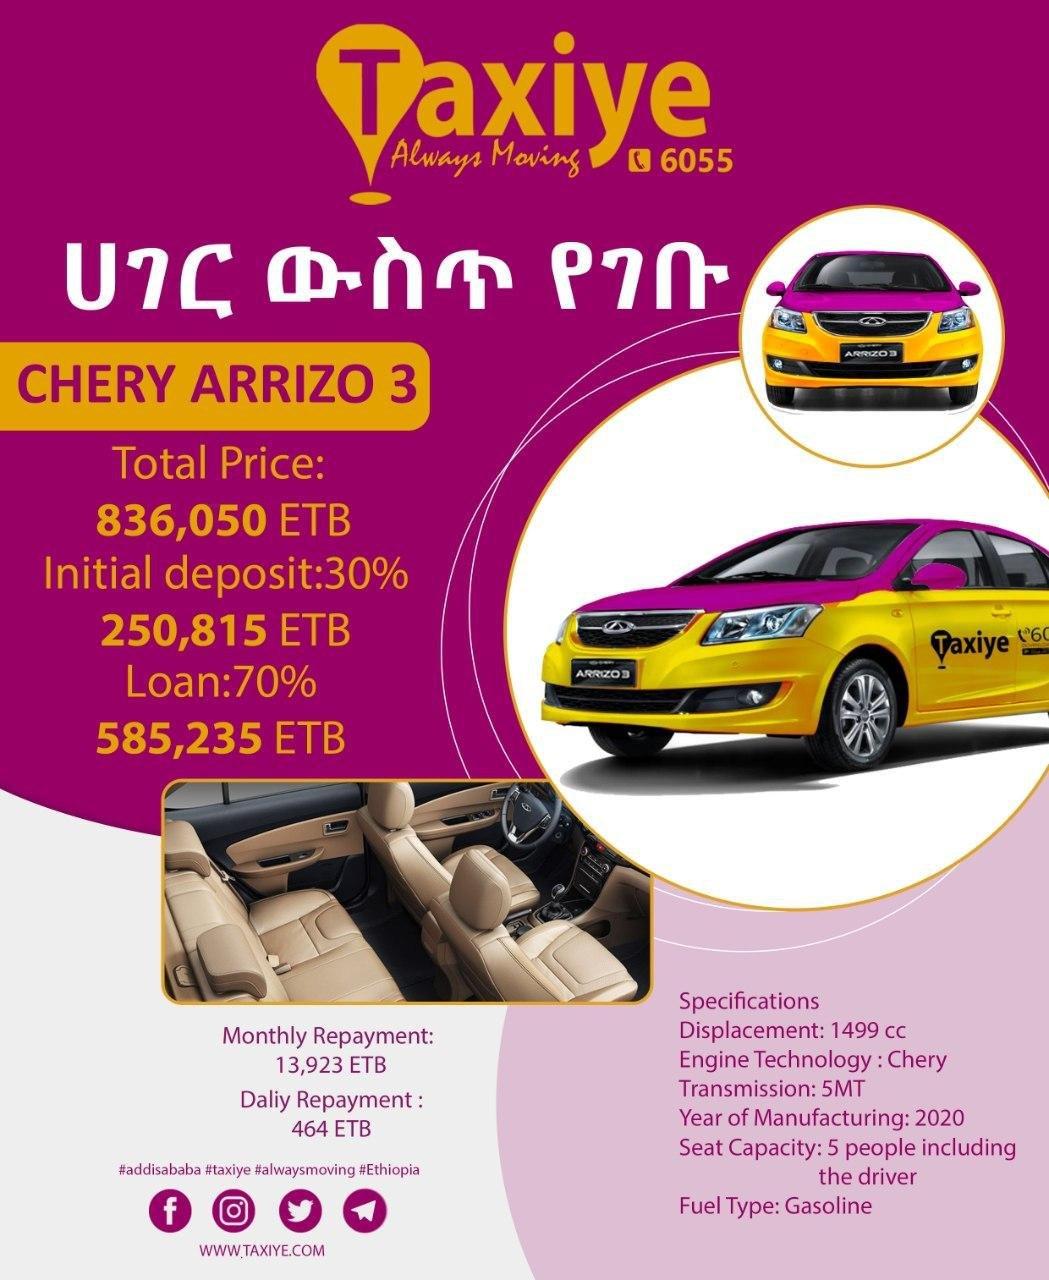 Taxiye
Always Moving 6055
ሀገር ውስጥ የገቡ
CHERY ARRIZO 3
Total Price:
836,050 ETB
Initial deposit:30%
250,815 ETB
Loan:70%
585,235 ETB
ARRIZO 3
Taxiye 60
ARRIZO 3
Monthly Repayment:
13,923 ETB
Daliy Repayment :
464 ETB
#addisababa #taxiye #alwaysmoving #Ethiopia
WWW.TAXIYE.COM
Specifications
Displacement: 1499 cc
Engine Technology : Chery
Transmission: 5MT
Year of Manufacturing: 2020
Seat Capacity: 5 people including
the driver
Fuel Type: Gasoline